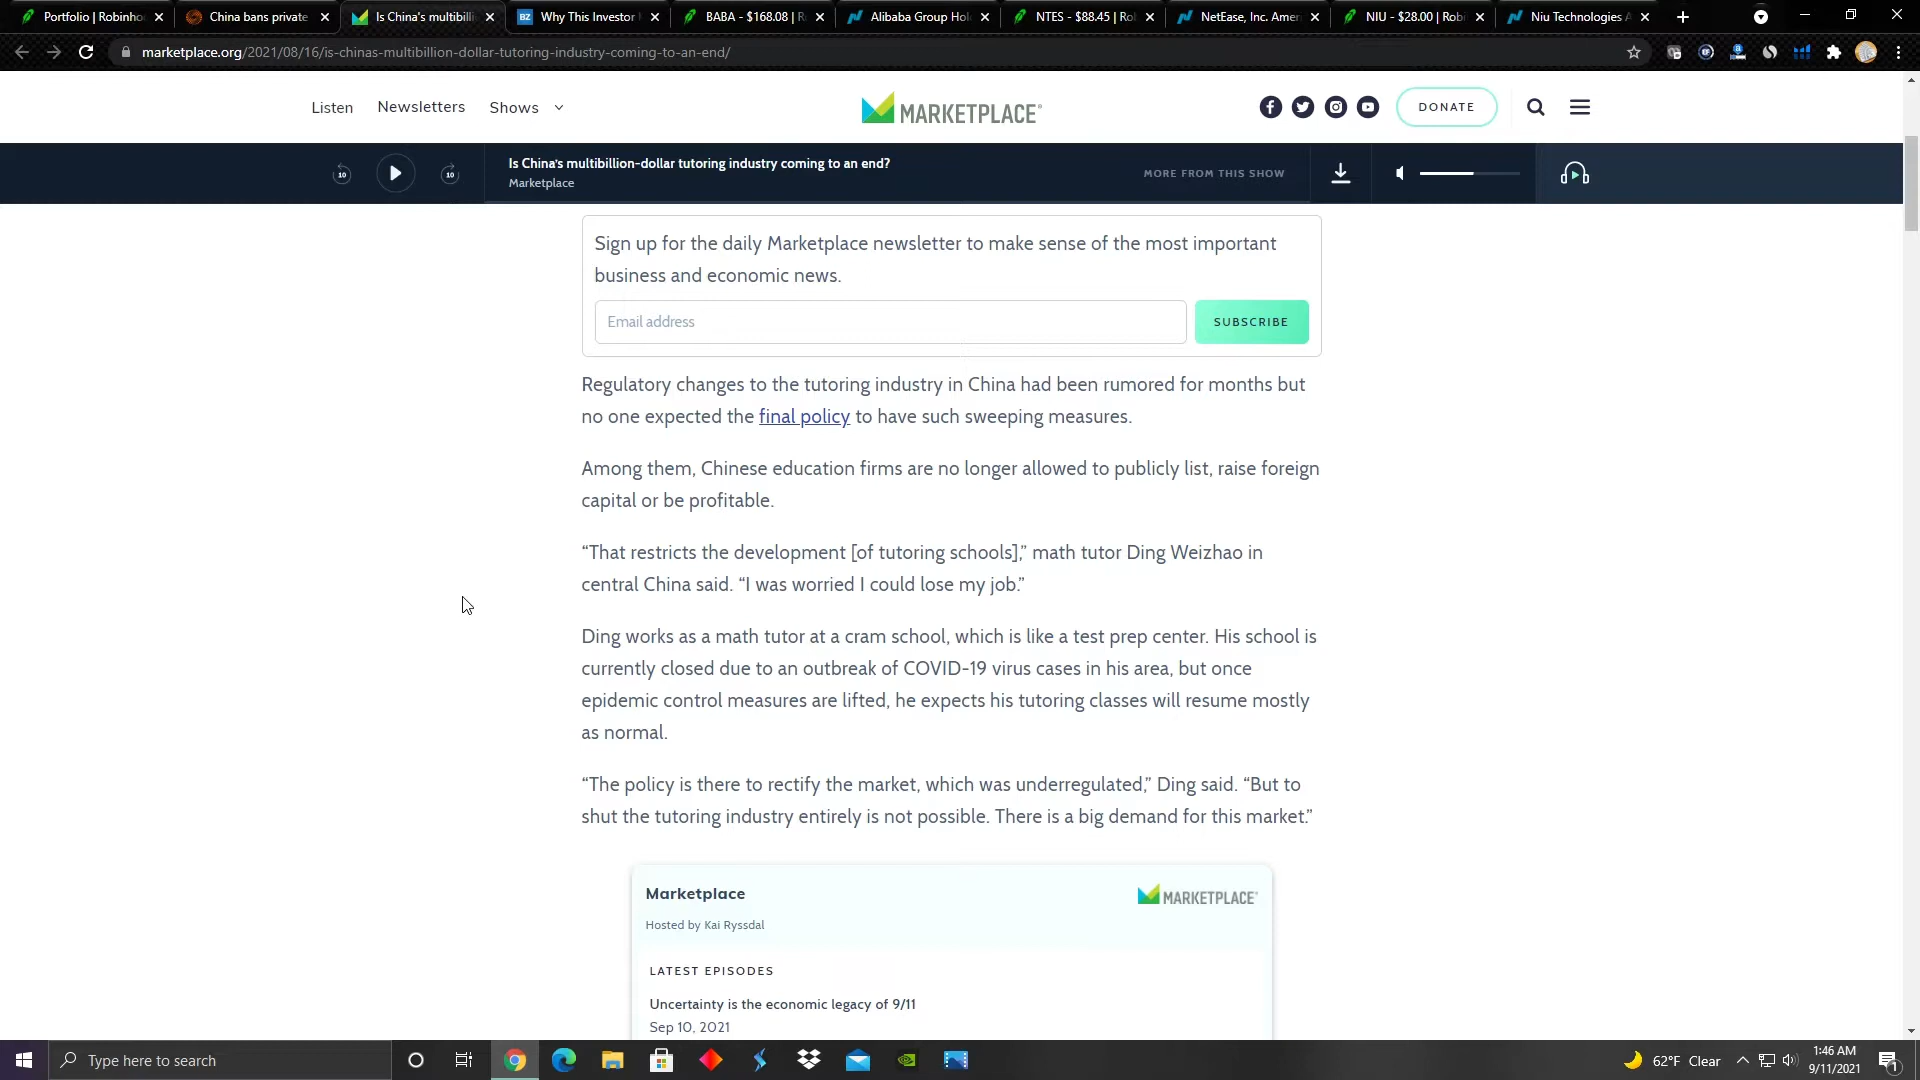 Portfolio | Robinho
China bans private
Is China's multibilli
Why This Investor
BABA - $168.08 | R
Alibaba Group Hol
NTES - $88.45 | Ro
NetEase, Inc. Amer
NIU - $28.00 | Robi
Niu Technologies A
marketplace.org/2021/08/16/is-chinas-multibillion-dollar-tutoring-industry-coming-to-an-end/
Listen
Newsletters
Shows
MARKETPLACE
DONATE
10
10
Is China's multibillion-dollar tutoring industry coming to an end?
Marketplace
MORE FROM THIS SHOW
Sign up for the daily Marketplace newsletter to make sense of the most important
business and economic news.
Email address
SUBSCRIBE
Regulatory changes to the tutoring industry in China had been rumored for months but
no one expected the final policy to have such sweeping measures.
Among them, Chinese education firms are no longer allowed to publicly list, raise foreign
capital or be profitable.
“That restricts the development [of tutoring schools],” math tutor Ding Weizhao in
central China said. “I was worried I could lose my job.”
Ding works as a math tutor at a cram school, which is like a test prep center. His school is
currently closed due to an outbreak of COVID-19 virus cases in his area, but once
epidemic control measures are lifted, he expects his tutoring classes will resume mostly
as normal.
“The policy is there to rectify the market, which was underregulated,” Ding said. “But to
shut the tutoring industry entirely is not possible. There is a big demand for this market.”
Marketplace
MARKETPLACE
Hosted by Kai Ryssdal
LATEST EPISODES
Uncertainty is the economic legacy of 9/11
Sep 10, 2021
Type here to search
62°F Clear
1:46 AM
9/11/2021
1